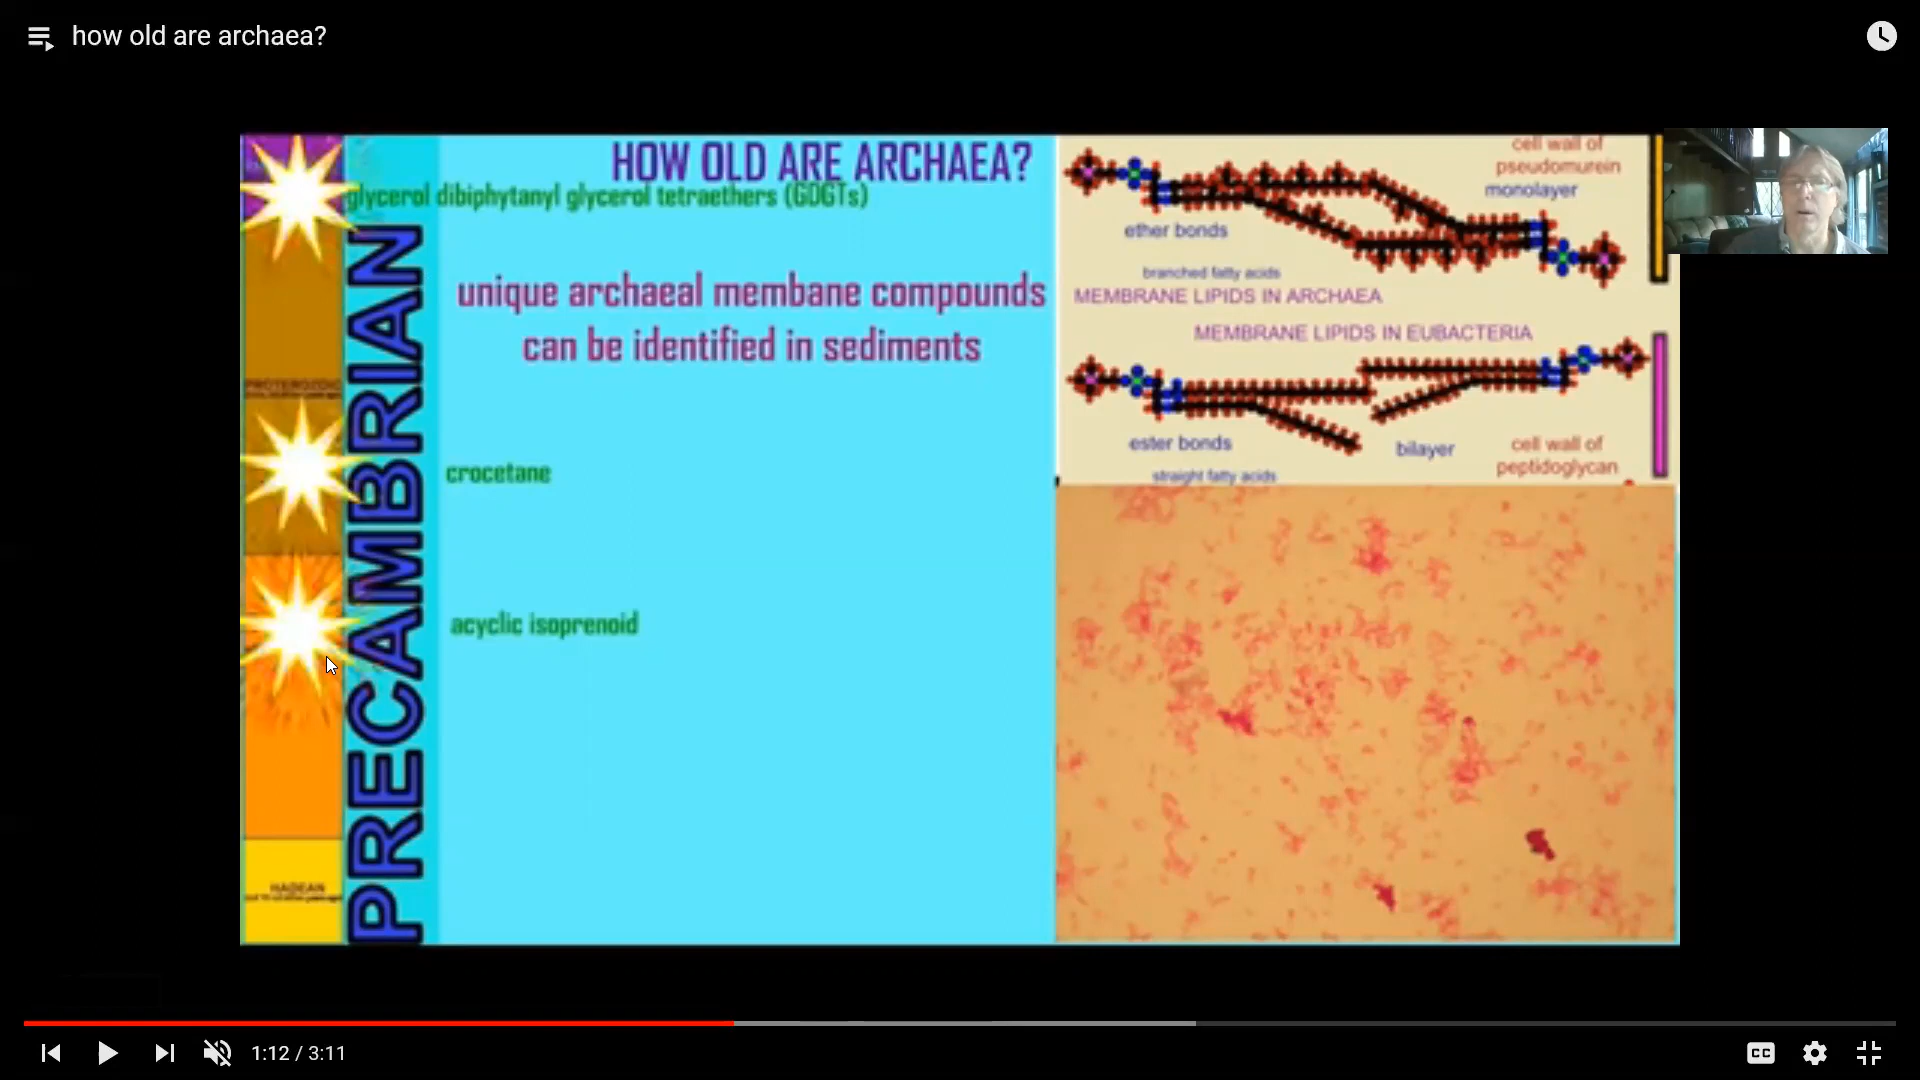 how old are archaea?
HOW OLD ARE ARCHAEA?
glycerol dibiphytanyl glycerol tetraethers (GDGTs)
PRECAMBRIAN
unique archaeal membane compounds
can be identified in sediments
PROTEROZOIC
crocetane
acyclic isoprenoid
HADEAN
cell wall of
pseudomurein
monolayer
ether bonds
branched fatty acids
MEMBRANE LIPIDS IN ARCHAEA
MEMBRANE LIPIDS IN EUBACTERIA
ester bonds
bilayer
cell wall of
peptidoglycan
straight fatty acids
1:12 / 3:11
CC